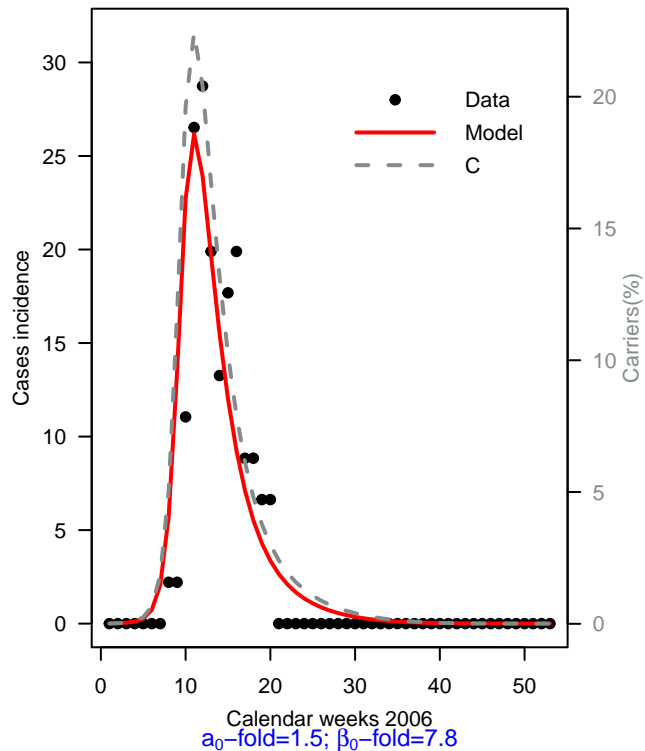 Cases incidence
30
25
20
15
10
5
0
Data
Model
C
20
15
10
5
0
Carriers(%)
0 10 20 30 40 50
Calendar weeks 2006
a₀−fold=1.5; β₀−fold=7.8